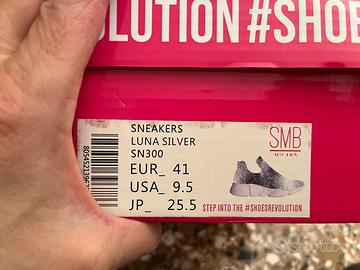 OLUTION #SHOE
SNEAKERS
LUNA SILVER
SN300
EUR_ 41
USA_ 9.5
JP_ 25.5
SMB
STEP INTO THE #SHOESREVOLUTION